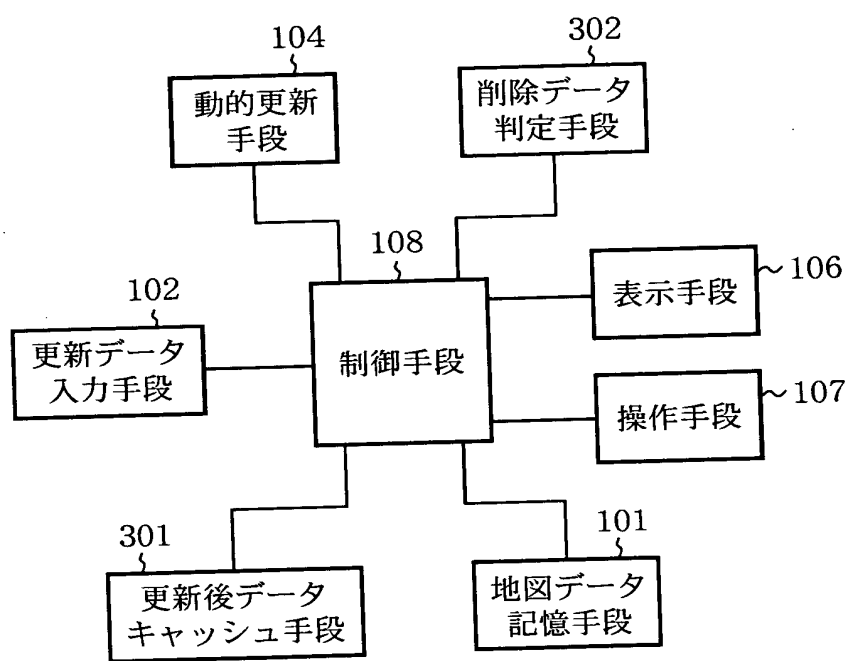 104
動的更新
手段
302
削除データ
判定手段
108
制御手段
106
表示手段
102
更新データ
入力手段
107
操作手段
301
更新後データ
キャッシュ手段
101
地図データ
記憶手段